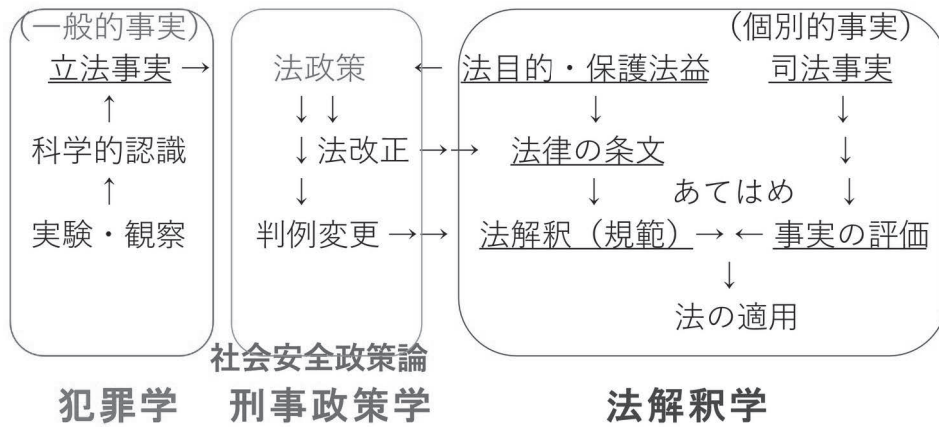 (一般的事実)
(個別的事実)
立法事実 → 法政策 ← 法目的・保護法益 司法事実
↑ ↓ ↓ ↓ ↓
科学的認識 ↓ 法改正 → → 法律の条文 ↓
↑ ↓ ↓ あてはめ ↓
実験・観察 判例変更 → → 法解釈（規範） → ← 事実の評価
↓
法の適用
社会安全政策論
犯罪学 刑事政策学 法解釈学